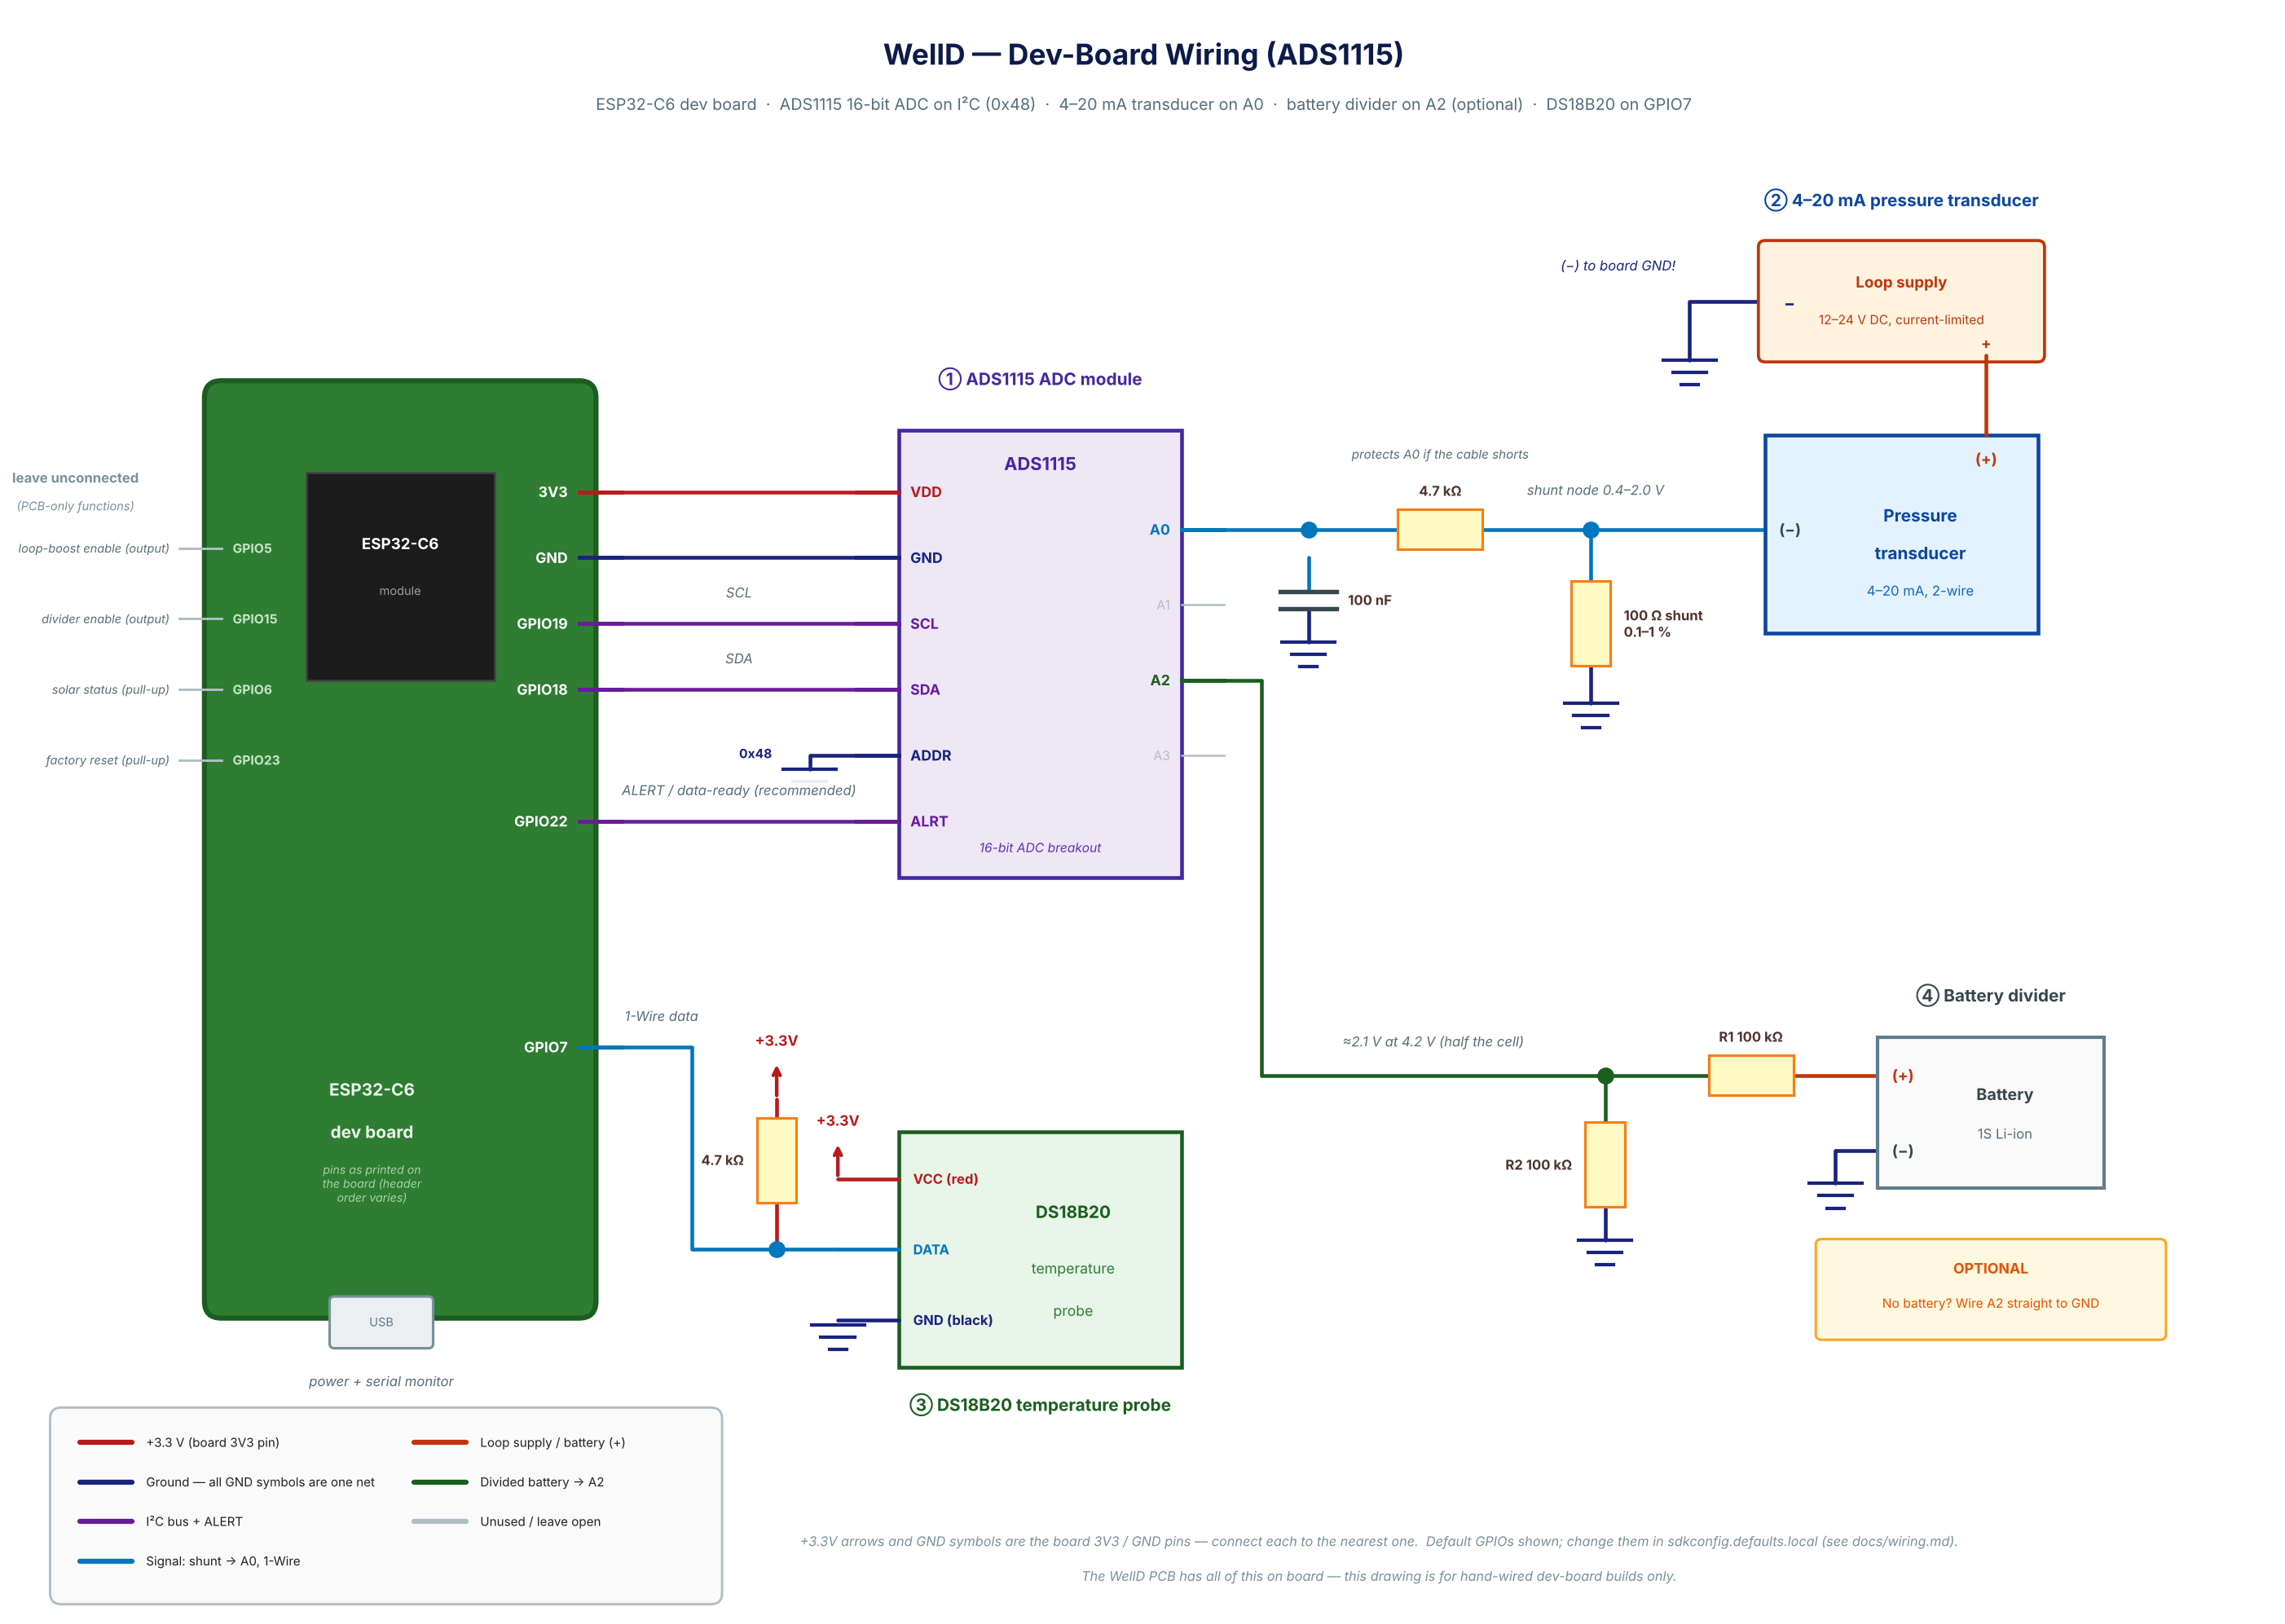 WellD — Dev-Board Wiring (ADS1115)
ESP32-C6 dev board · ADS1115 16-bit ADC on I²C (0x48) · 4–20 mA transducer on A0 · battery divider on A2 (optional) · DS18B20 on GPIO7
② 4–20 mA pressure transducer
(−) to board GND!
Loop supply
−
12–24 V DC, current-limited
+
① ADS1115 ADC module
ADS1115
VDD
GND
SCL
SDA
ADDR
ALRT
A0
A1
A2
A3
16-bit ADC breakout
leave unconnected
(PCB-only functions)
loop-boost enable (output)
divider enable (output)
solar status (pull-up)
factory reset (pull-up)
GPIO5
GPIO15
GPIO6
GPIO23
ESP32-C6
module
3V3
GND
GPIO19
GPIO18
GPIO22
GPIO7
SCL
SDA
0x48
ALERT / data-ready (recommended)
protects A0 if the cable shorts
4.7 kΩ
shunt node 0.4–2.0 V
100 nF
100 Ω shunt
0.1–1 %
(+)
(−)
Pressure
transducer
4–20 mA, 2-wire
ESP32-C6
dev board
pins as printed on
the board (header
order varies)
USB
power + serial monitor
1-Wire data
+3.3V
+3.3V
4.7 kΩ
VCC (red)
DATA
GND (black)
DS18B20
temperature
probe
③ DS18B20 temperature probe
④ Battery divider
≈2.1 V at 4.2 V (half the cell)
R1 100 kΩ
R2 100 kΩ
(+)
(−)
Battery
1S Li-ion
OPTIONAL
No battery? Wire A2 straight to GND
+3.3 V (board 3V3 pin)
Ground — all GND symbols are one net
I²C bus + ALERT
Signal: shunt → A0, 1-Wire
Loop supply / battery (+)
Divided battery → A2
Unused / leave open
+3.3V arrows and GND symbols are the board 3V3 / GND pins — connect each to the nearest one. Default GPIOs shown; change them in sdkconfig.defaults.local (see docs/wiring.md).
The WellD PCB has all of this on board — this drawing is for hand-wired dev-board builds only.